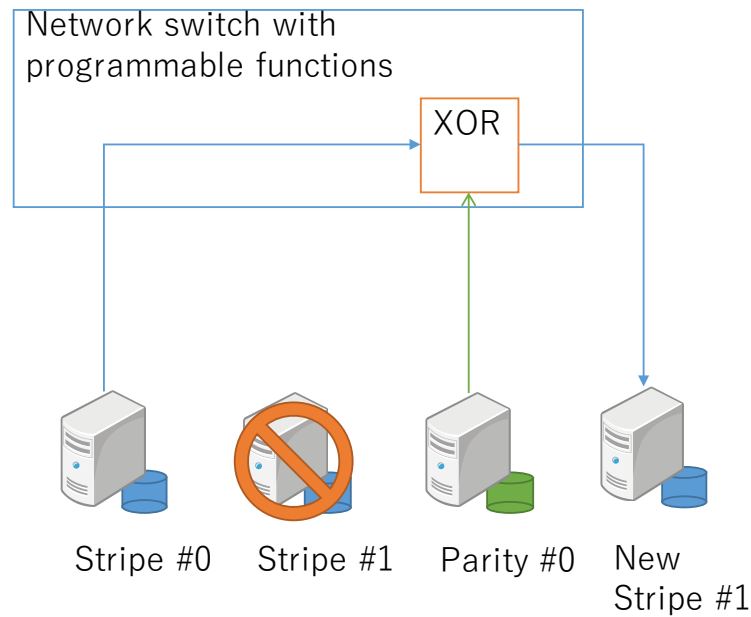 Network switch with
programmable functions
XOR
Stripe #0
Stripe #1
Parity #0
New
Stripe #1